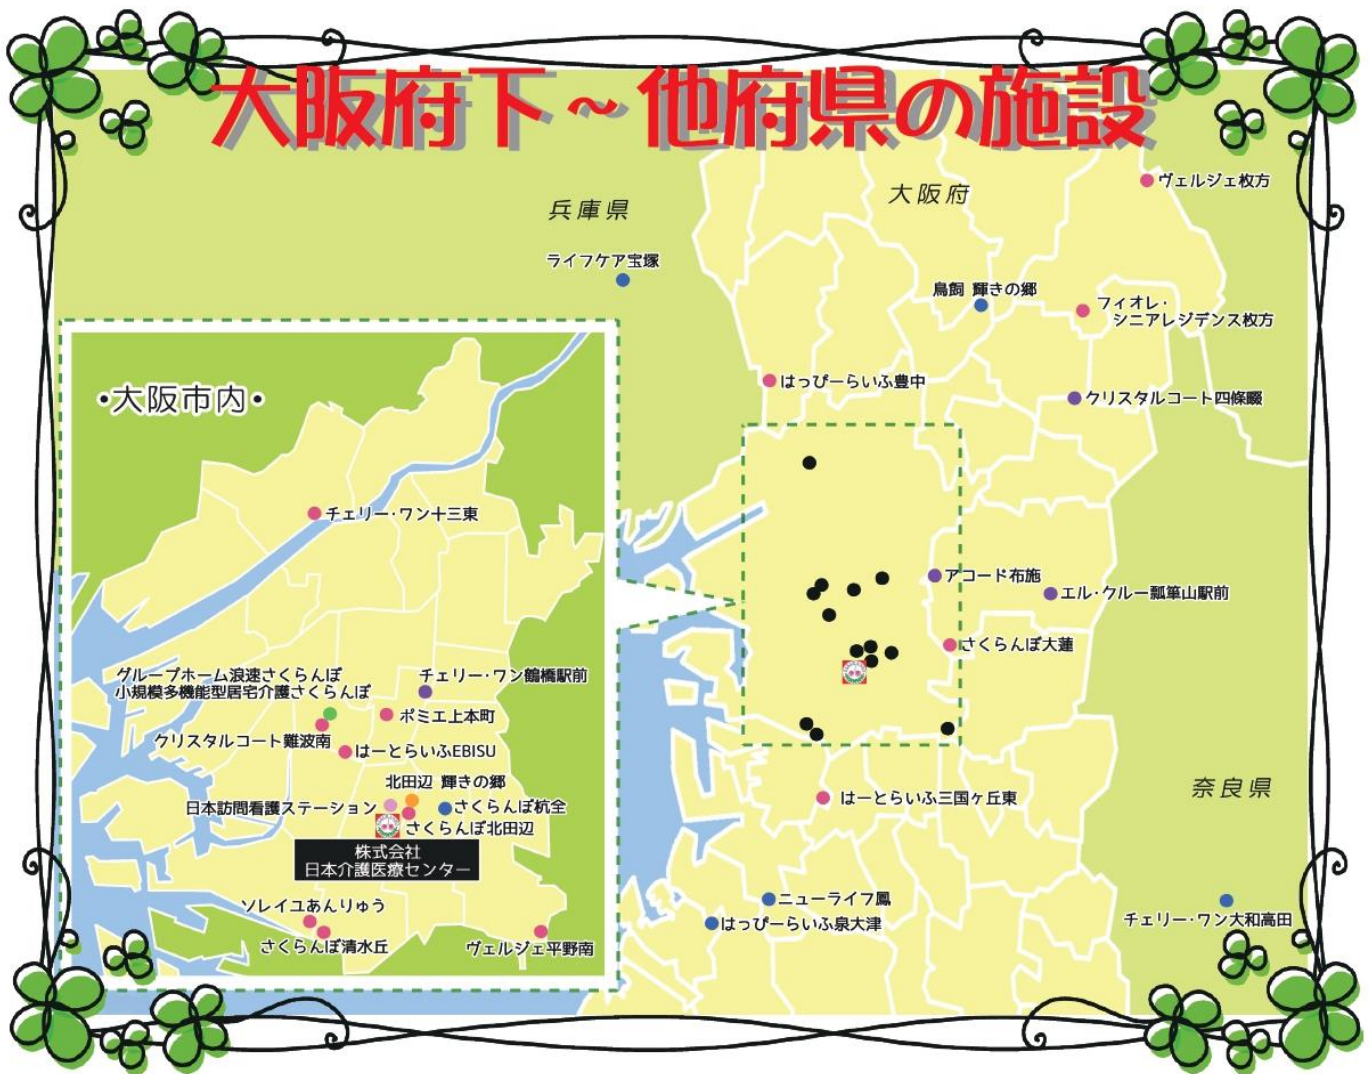 大阪府下～他府県の施設
兵庫県
大阪府
ヴェルジェ枚方
ライフケア宝塚
鳥飼 輝きの郷
フィオレ・
シニアレジデンス枚方
はっぴーらいふ豊中
クリスタルコート四條畷
アコード布施
エル・クルー瓢箪山駅前
さくらんぼ大蓮
はーとらいふ三国ヶ丘東
奈良県
ニューライフ鳳
はっぴーらいふ泉大津
チェリー・ワン大和高田
・大阪市内・
チェリー・ワン十三東
グループホーム浪速さくらんぼ
小規模多機能型居宅介護さくらんぼ
チェリー・ワン鶴橋駅前
ポミエ上本町
クリスタルコート難波南
はーとらいふEBISU
北田辺 輝きの郷
日本訪問看護ステーション
さくらんぼ杭全
さくらんぼ北田辺
株式会社
日本介護医療センター
ソレイユあんりゅう
さくらんぼ清水丘
ヴェルジェ平野南